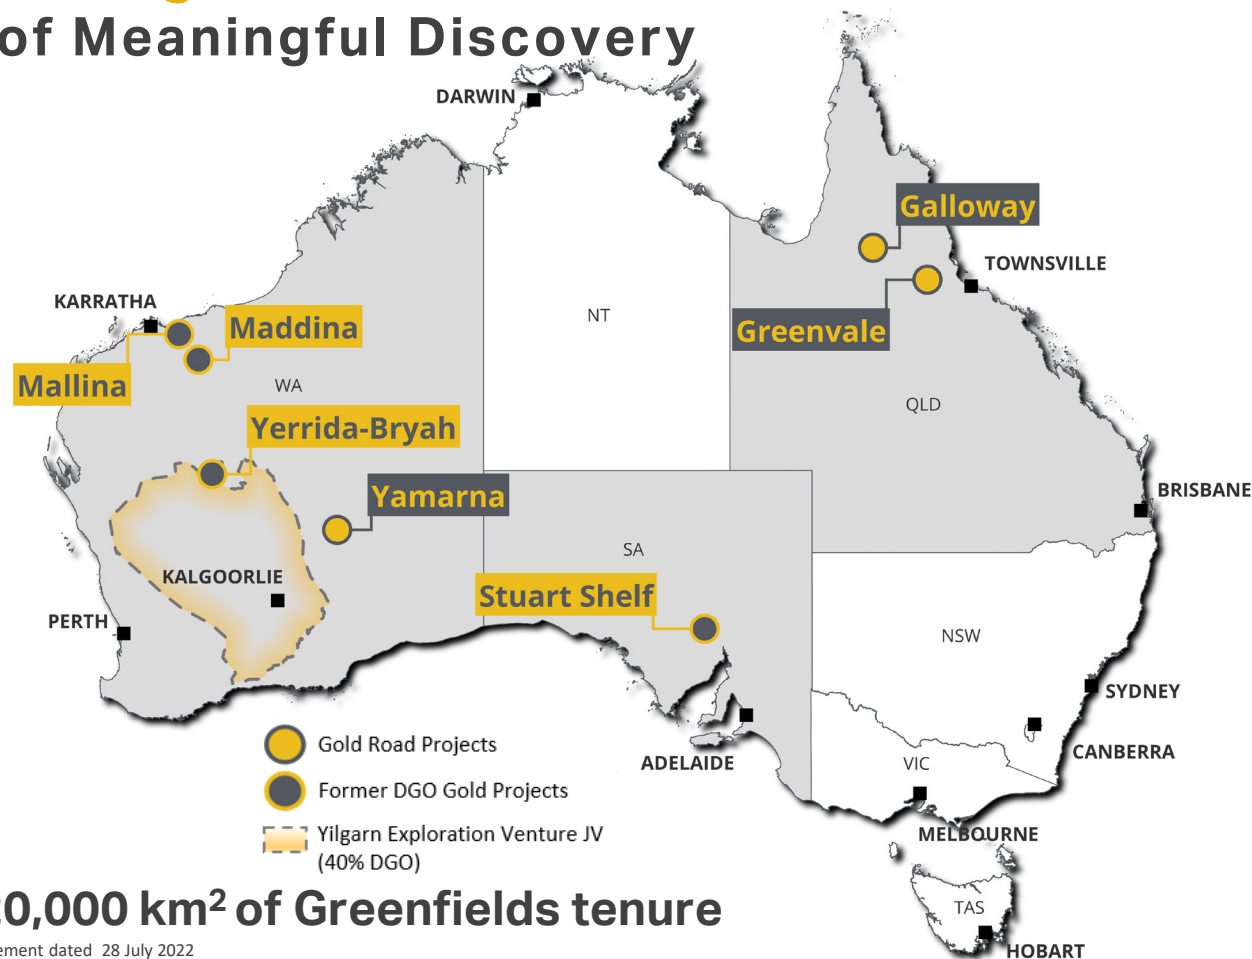 of Meaningful Discovery
DARWIN
Galloway
TOWNSVILLE
KARRATHA
Maddina
NT
Greenvale
Mallina
WA
QLD
Yerrida-Bryah
Yamarna
BRISBANE
SA
KALGOORLIE
Stuart Shelf
PERTH
NSW
SYDNEY
Gold Road Projects
CANBERRA
ADELAIDE
VIC
Former DGO Gold Projects
Yilgarn Exploration Venture JV
(40% DGO)
MELBOURNE
0,000 km² of Greenfields tenure
TAS
ement dated 28 July 2022
HOBART